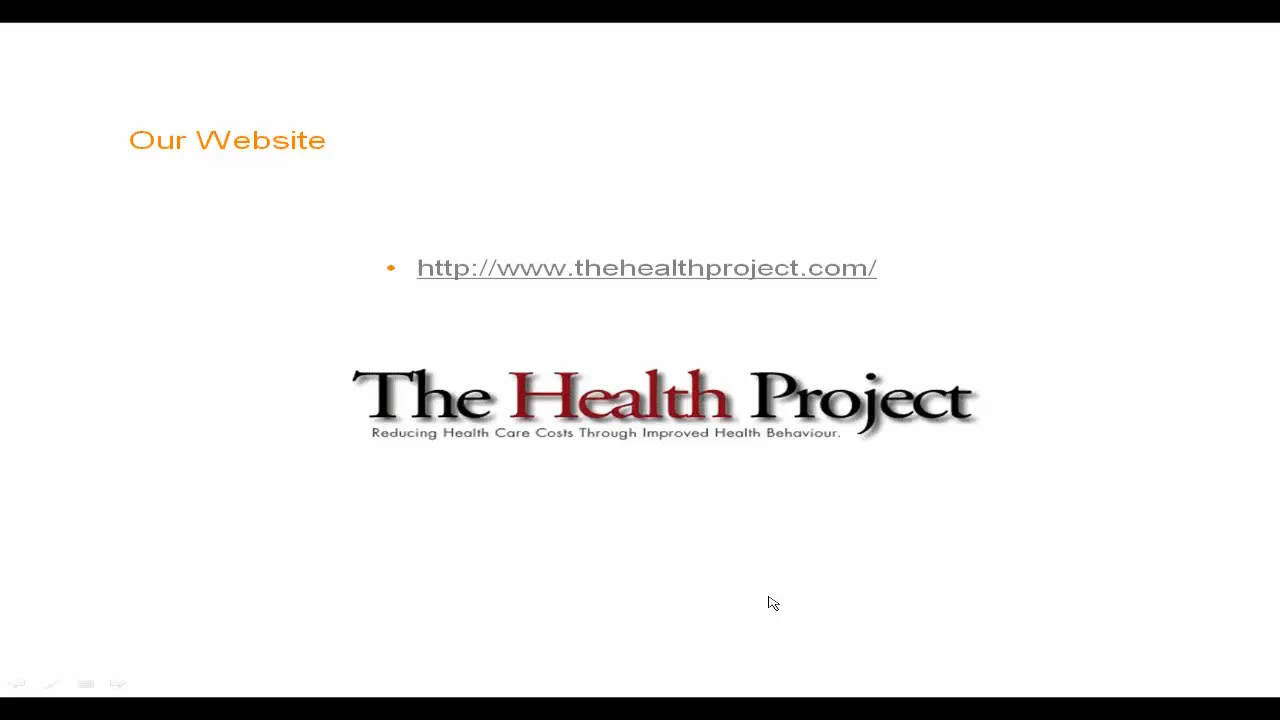 Our Website
• http://www.thehealthproject.com/
The Health Project
Reducing Health Care Costs Through Improved Health Behaviour.